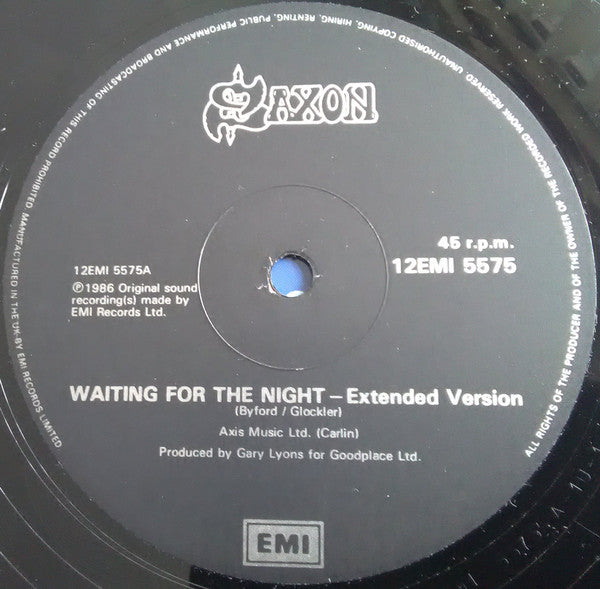 SAXON
45 r.p.m.
12EMI 5575
12EMI 5575A
℗1986 Original sound
recording(s) made by
EMI Records Ltd.
WAITING FOR THE NIGHT – Extended Version
(Byford / Glockler)
Axis Music Ltd. (Carlin)
Produced by Gary Lyons for Goodplace Ltd.
EMI
ALL RIGHTS OF THE PRODUCER AND OF THE OWNER OF THE RECORDED WORK RESERVED. UNAUTHORISED COPYING, HIRING, RENTING, PUBLIC PERFORMANCE AND BROADCASTING OF THIS RECORD PROHIBITED. MANUFACTURED IN THE UK·BY EMI RECORDS LIMITED